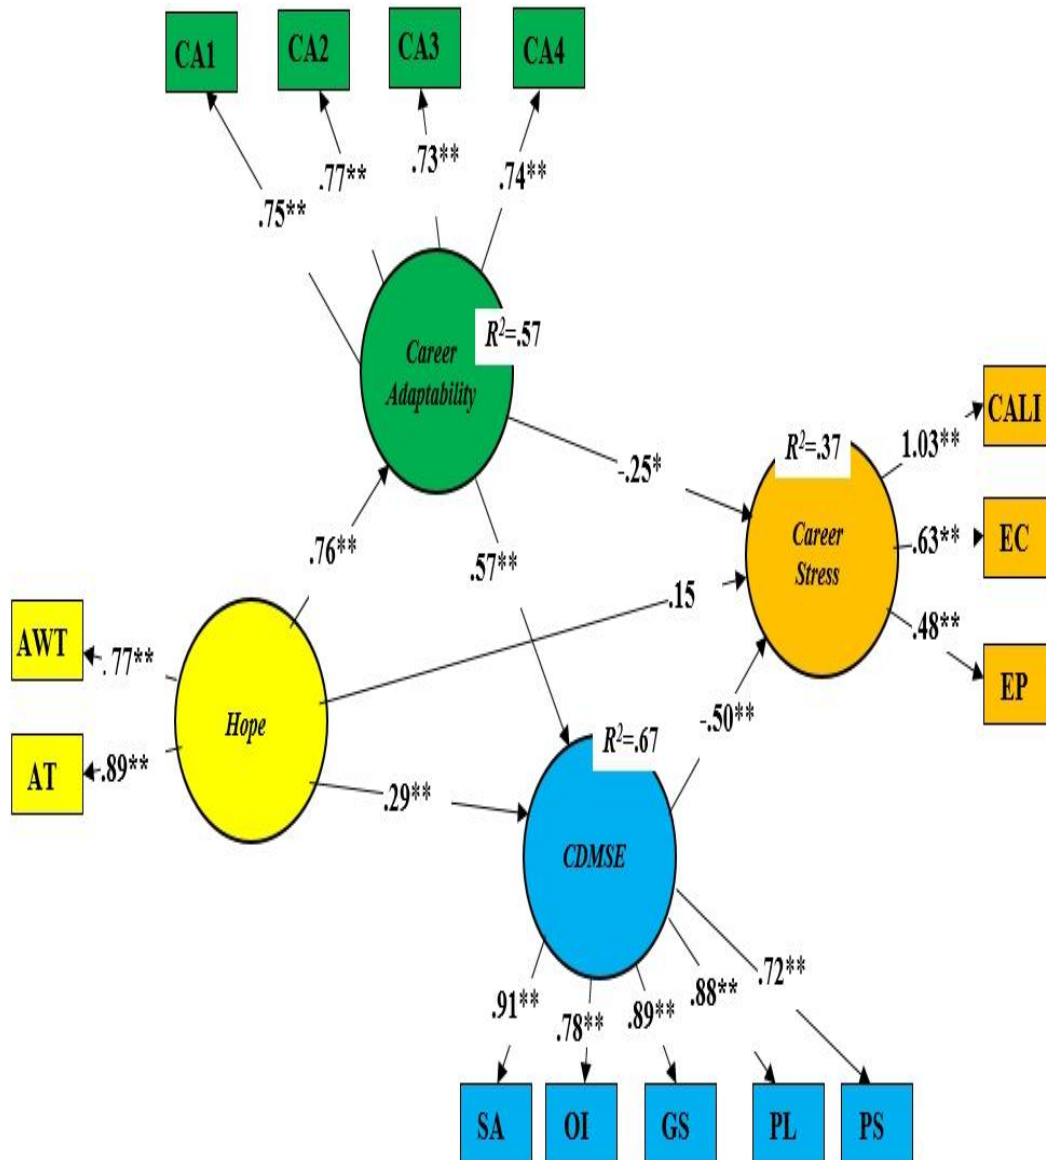 CA1
CA2
CA3
CA4
.75**
.77**
.73**
.74**
Career
Adaptability
R²=.57
-.25*
R²=.37
Career
Stress
1.03**
CALI
.63**
EC
.48**
EP
.76**
.57**
.15
AWT
. 77**
AT
.89**
Hope
.29**
-.50**
R²=.67
CDMSE
.91**
.78**
.89**
.88**
.72**
SA
OI
GS
PL
PS